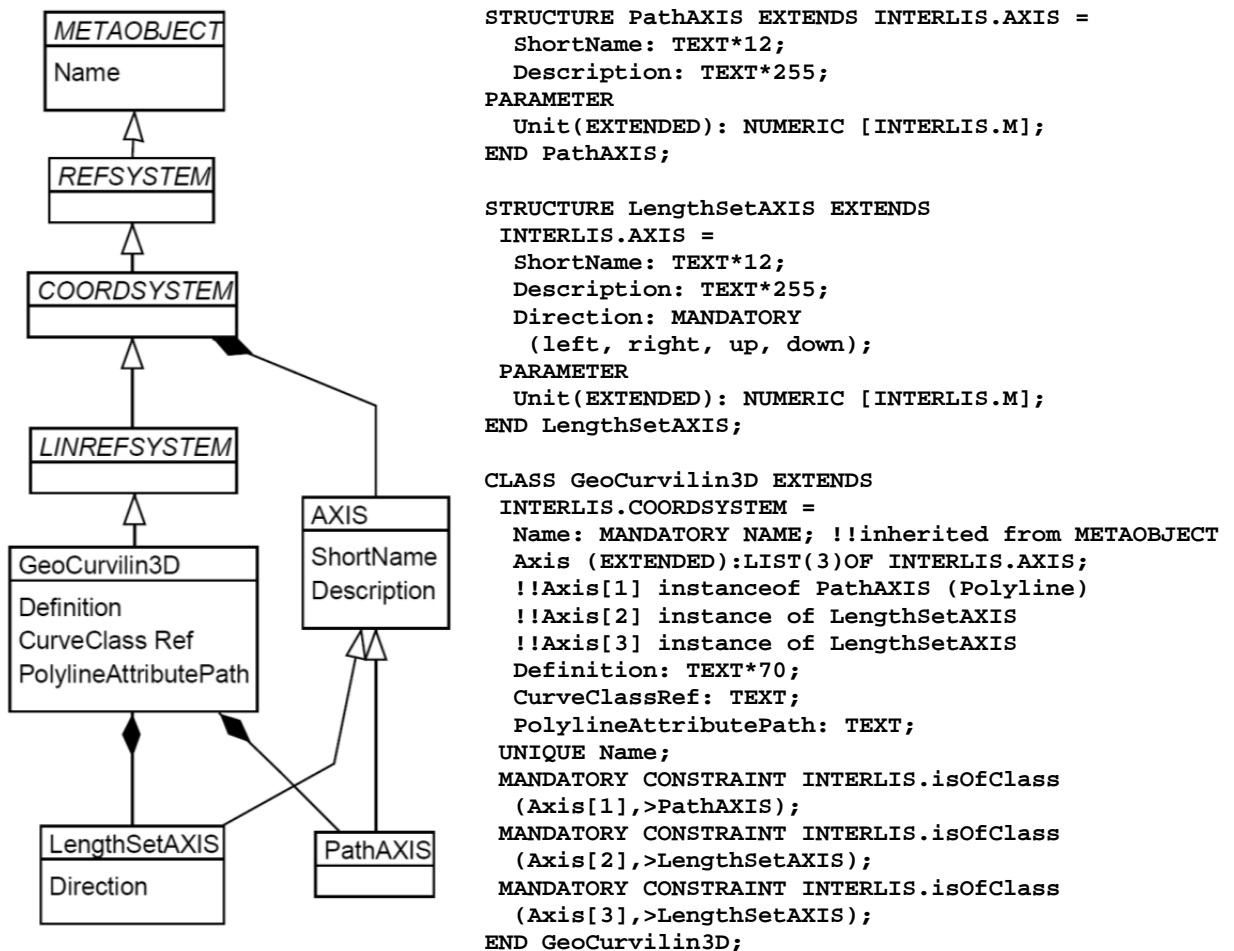 METAOBJECT
Name
REFSYSTEM
COORDSYSTEM
LINREFSYSTEM
GeoCurvilin3D
Definition
CurveClass Ref
PolylineAttributePath
AXIS
ShortName
Description
LengthSetAXIS
Direction
PathAXIS
STRUCTURE PathAXIS EXTENDS INTERLIS.AXIS =
ShortName: TEXT*12;
Description: TEXT*255;
PARAMETER
Unit(EXTENDED): NUMERIC [INTERLIS.M];
END PathAXIS;
STRUCTURE LengthSetAXIS EXTENDS
INTERLIS.AXIS =
ShortName: TEXT*12;
Description: TEXT*255;
Direction: MANDATORY
(left, right, up, down);
PARAMETER
Unit(EXTENDED): NUMERIC [INTERLIS.M];
END LengthSetAXIS;
CLASS GeoCurvilin3D EXTENDS
INTERLIS.COORDSYSTEM =
Name: MANDATORY NAME; !!inherited from METAOBJECT
Axis (EXTENDED):LIST(3)OF INTERLIS.AXIS;
!!Axis[1] instanceof PathAXIS (Polyline)
!!Axis[2] instance of LengthSetAXIS
!!Axis[3] instance of LengthSetAXIS
Definition: TEXT*70;
CurveClassRef: TEXT;
PolylineAttributePath: TEXT;
UNIQUE Name;
MANDATORY CONSTRAINT INTERLIS.isOfClass
(Axis[1],>PathAXIS);
MANDATORY CONSTRAINT INTERLIS.isOfClass
(Axis[2],>LengthSetAXIS);
MANDATORY CONSTRAINT INTERLIS.isOfClass
(Axis[3],>LengthSetAXIS);
END GeoCurvilin3D;